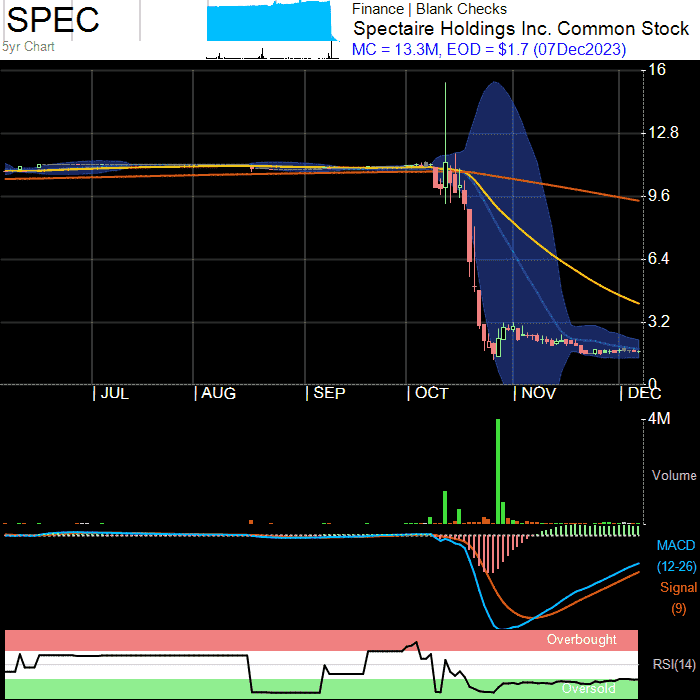 SPEC
5yr Chart
Finance | Blank Checks
Spectaire Holdings Inc. Common Stock
MC = 13.3M, EOD = $1.7 (07Dec2023)
16
12.8
9.6
6.4
3.2
0
| JUL | AUG | SEP | OCT | NOV | DEC
4M
Volume
MACD
(12-26)
Signal
(9)
Overbought
RSI(14)
Oversold